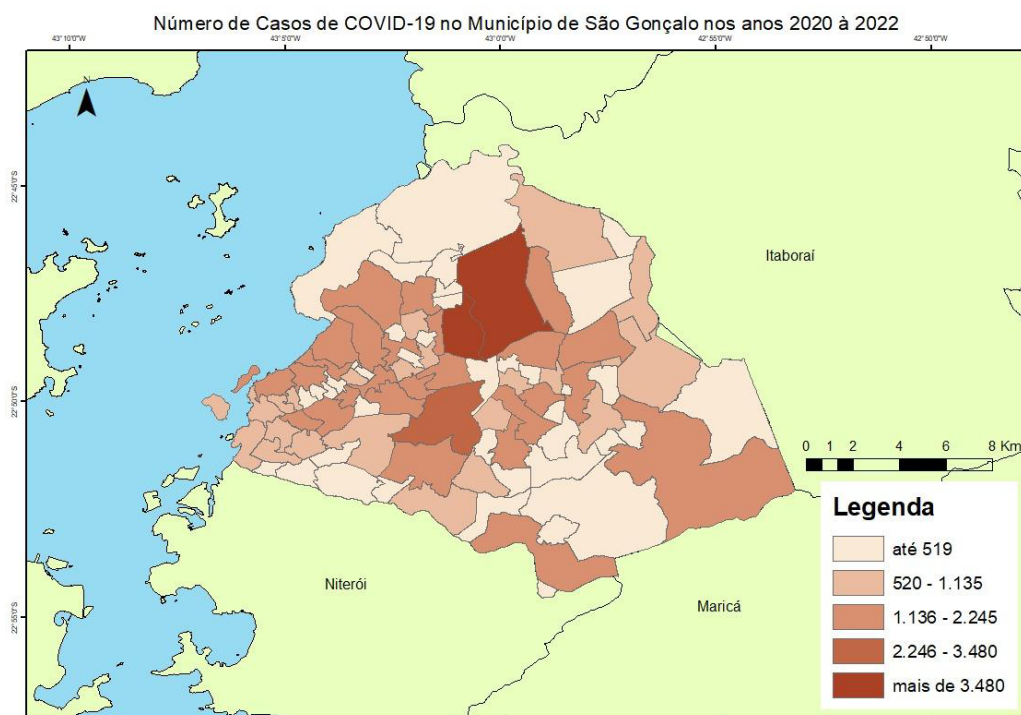 Número de Casos de COVID-19 no Município de São Gonçalo nos anos 2020 à 2022
43°10'0"W 43°5'0"W 43°0'0"W 42°55'0"W 42°50'0"W
N
22°45'0"S
Itaboraí
22°50'0"S
0 1 2 4 6 8 Km
Legenda
até 519
520 - 1.135
Niterói
1.136 - 2.245
Maricá
22°55'0"S
2.246 - 3.480
mais de 3.480